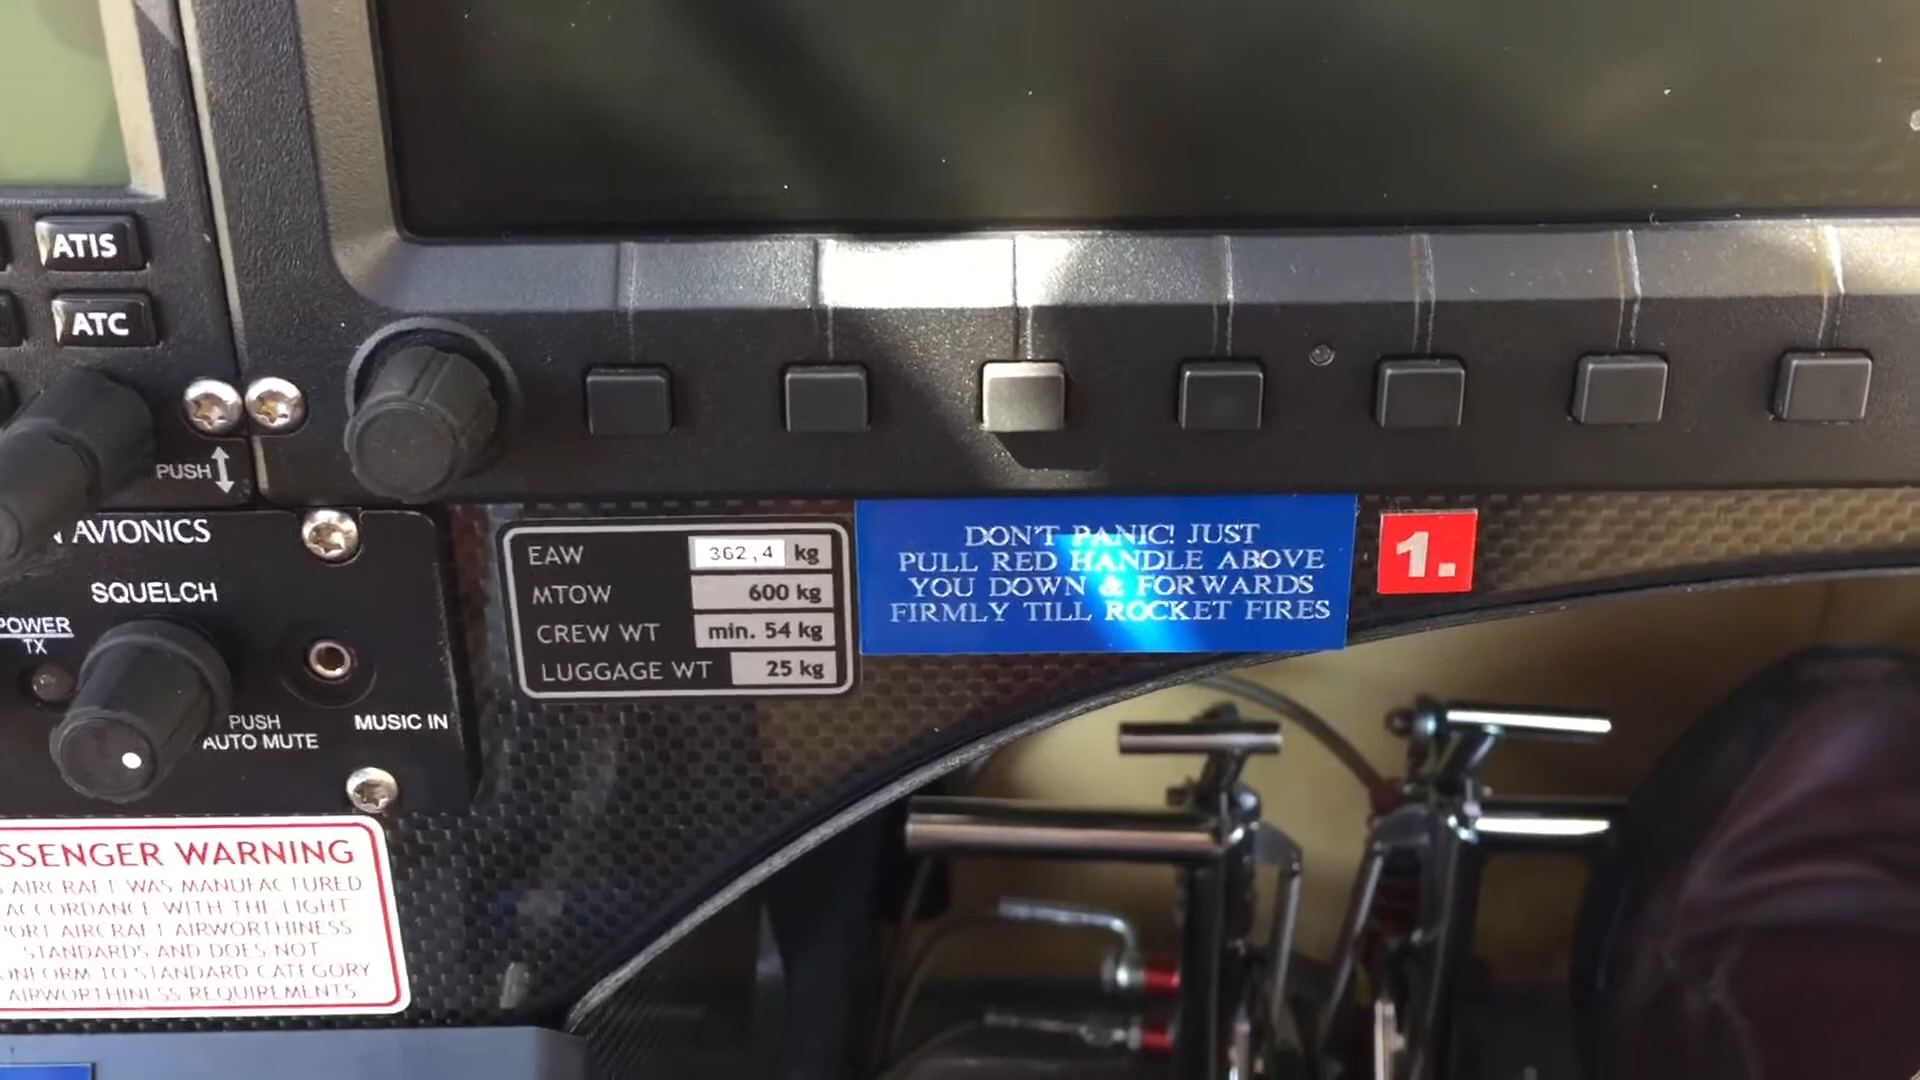 ATIS
ATC
PUSH
AVIONICS
SQUELCH
POWER
TX
PUSH
AUTO MUTE
MUSIC IN
EAW 362,4 kg
MTOW 600 kg
CREW WT min. 54 kg
LUGGAGE WT 25 kg
DON'T PANIC! JUST
PULL RED HANDLE ABOVE
YOU DOWN & FORWARDS
FIRMLY TILL ROCKET FIRES
1.
SSENGER WARNING
AIRCRAFT WAS MANUFACTURED
ACCORDANCE WITH THE LIGHT
PORT AIRCRAFT AIRWORTHINESS
STANDARDS AND DOES NOT
ONFORM TO STANDARD CATEGORY
AIRWORTHINESS REQUIREMENTS